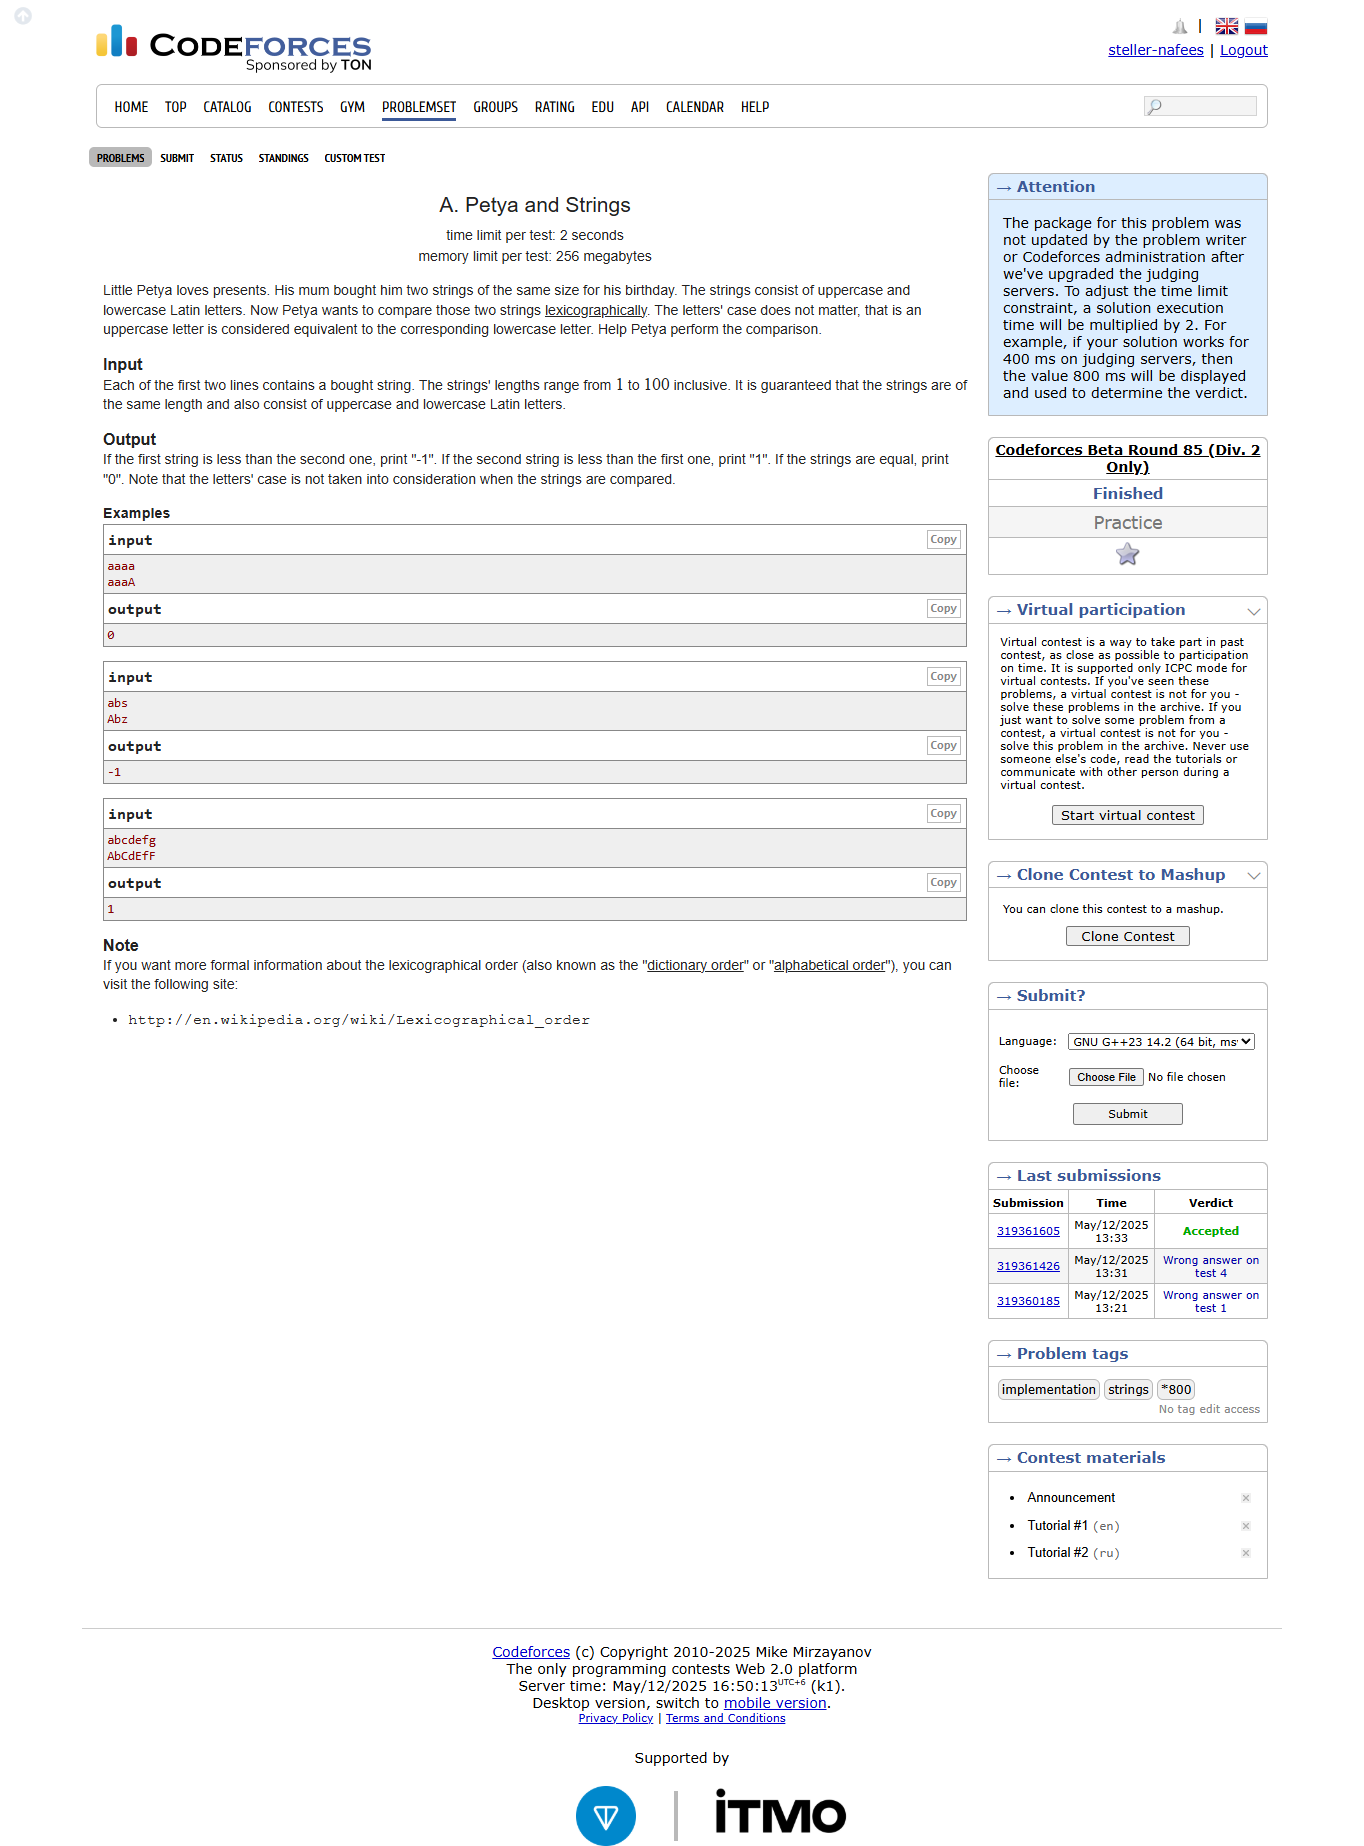 CODEFORCES
Sponsored by TON
|
steller-nafees | Logout
HOME TOP CATALOG CONTESTS GYM PROBLEMSET GROUPS RATING EDU API CALENDAR HELP
PROBLEMS SUBMIT STATUS STANDINGS CUSTOM TEST
A. Petya and Strings
time limit per test: 2 seconds
memory limit per test: 256 megabytes
Little Petya loves presents. His mum bought him two strings of the same size for his birthday. The strings consist of uppercase and
lowercase Latin letters. Now Petya wants to compare those two strings lexicographically. The letters' case does not matter, that is an
uppercase letter is considered equivalent to the corresponding lowercase letter. Help Petya perform the comparison.
Input
Each of the first two lines contains a bought string. The strings' lengths range from 1 to 100 inclusive. It is guaranteed that the strings are of
the same length and also consist of uppercase and lowercase Latin letters.
Output
If the first string is less than the second one, print "-1". If the second string is less than the first one, print "1". If the strings are equal, print
"0". Note that the letters' case is not taken into consideration when the strings are compared.
Examples
input Copy
aaaa
aaaA
output Copy
0
input Copy
abs
Abz
output Copy
-1
input Copy
abcdefg
AbCdEfF
output Copy
1
Note
If you want more formal information about the lexicographical order (also known as the "dictionary order" or "alphabetical order"), you can
visit the following site:
• http://en.wikipedia.org/wiki/Lexicographical_order
→ Attention
The package for this problem was
not updated by the problem writer
or Codeforces administration after
we've upgraded the judging
servers. To adjust the time limit
constraint, a solution execution
time will be multiplied by 2. For
example, if your solution works for
400 ms on judging servers, then
the value 800 ms will be displayed
and used to determine the verdict.
Codeforces Beta Round 85 (Div. 2
Only)
Finished
Practice
→ Virtual participation
Virtual contest is a way to take part in past
contest, as close as possible to participation
on time. It is supported only ICPC mode for
virtual contests. If you've seen these
problems, a virtual contest is not for you -
solve these problems in the archive. If you
just want to solve some problem from a
contest, a virtual contest is not for you -
solve this problem in the archive. Never use
someone else's code, read the tutorials or
communicate with other person during a
virtual contest.
Start virtual contest
→ Clone Contest to Mashup
You can clone this contest to a mashup.
Clone Contest
→ Submit?
Language: GNU G++23 14.2 (64 bit, ms
Choose
file: Choose File No file chosen
Submit
→ Last submissions
Submission Time Verdict
319361605 May/12/2025
13:33 Accepted
319361426 May/12/2025
13:31 Wrong answer on
test 4
319360185 May/12/2025
13:21 Wrong answer on
test 1
→ Problem tags
implementation strings *800
No tag edit access
→ Contest materials
• Announcement
• Tutorial #1 (en)
• Tutorial #2 (ru)
Codeforces (c) Copyright 2010-2025 Mike Mirzayanov
The only programming contests Web 2.0 platform
Server time: May/12/2025 16:50:13UTC+6 (k1).
Desktop version, switch to mobile version.
Privacy Policy | Terms and Conditions
Supported by
iTMO